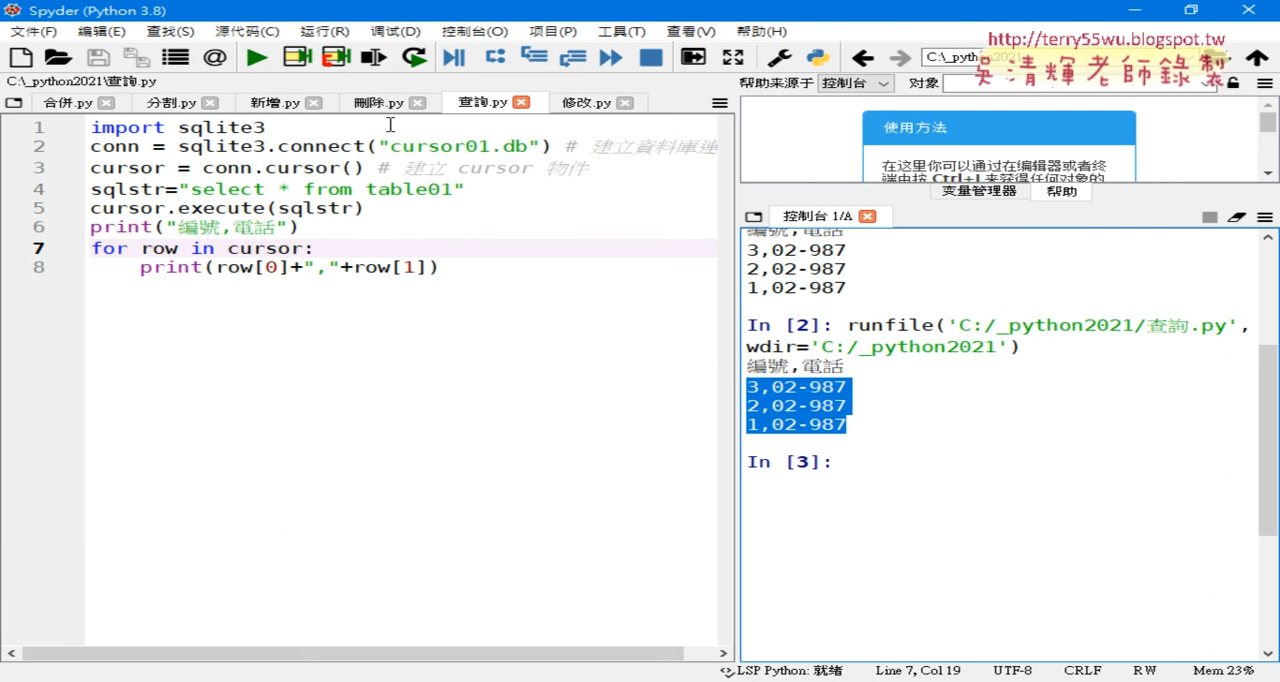 Spyder (Python 3.8)
文件(F) 编辑(E) 查找(S) 源代码(C) 运行(R) 调试(D) 控制台(O) 项目(P) 工具(T) 查看(V) 帮助(H)
http://terry55wu.blogspot.tw
吳清輝老師錄製
C:\_python2021\查詢.py
帮助来源于 控制台 对象
合併.py 分割.py 新增.py 刪除.py 查詢.py 修改.py
1 import sqlite3
2 conn = sqlite3.connect("cursor01.db") # 建立資料庫連
3 cursor = conn.cursor() # 建立 cursor 物件
4 sqlstr="select * from table01"
5 cursor.execute(sqlstr)
6 print("編號,電話")
7 for row in cursor:
8 print(row[0]+","+row[1])
使用方法
在这里你可以通过在编辑器或者终
端中按 Ctrl+I 来获得任何对象的
变量管理器 帮助
控制台 1/A
編號,電話
3,02-987
2,02-987
1,02-987
In [2]: runfile('C:/_python2021/查詢.py',
wdir='C:/_python2021')
編號,電話
3,02-987
2,02-987
1,02-987
In [3]:
LSP Python: 就绪 Line 7, Col 19 UTF-8 CRLF RW Mem 23%